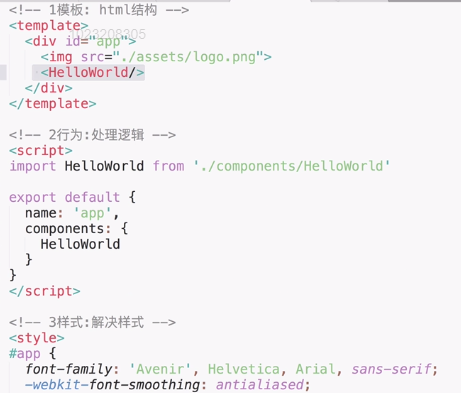 <!-- 1模板: html结构 -->
<template>
  <div id="app">
    <img src="./assets/logo.png">
    <HelloWorld/>
  </div>
</template>
<!-- 2行为:处理逻辑 -->
<script>
import HelloWorld from './components/HelloWorld'
export default {
  name: 'app',
  components: {
    HelloWorld
  }
}
</script>
<!-- 3样式:解决样式 -->
<style>
#app {
  font-family: 'Avenir', Helvetica, Arial, sans-serif;
  -webkit-font-smoothing: antialiased;